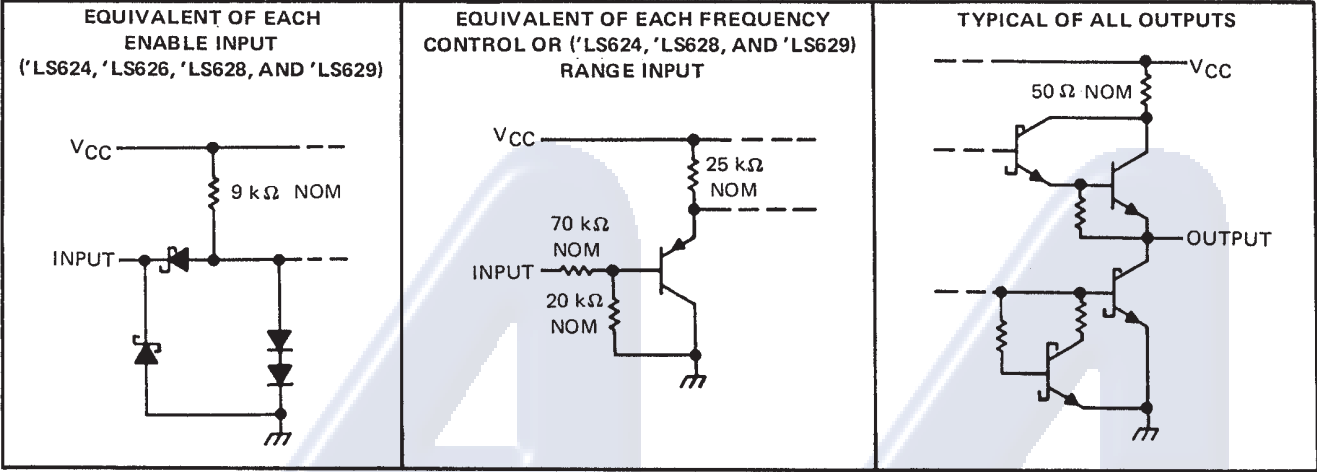 EQUIVALENT OF EACH
ENABLE INPUT
('LS624, 'LS626, 'LS628, AND 'LS629)
VCC
9 kΩ NOM
INPUT
EQUIVALENT OF EACH FREQUENCY
CONTROL OR ('LS624, 'LS628, AND 'LS629)
RANGE INPUT
VCC
25 kΩ
NOM
70 kΩ
NOM
INPUT
20 kΩ
NOM
TYPICAL OF ALL OUTPUTS
VCC
50 Ω NOM
OUTPUT